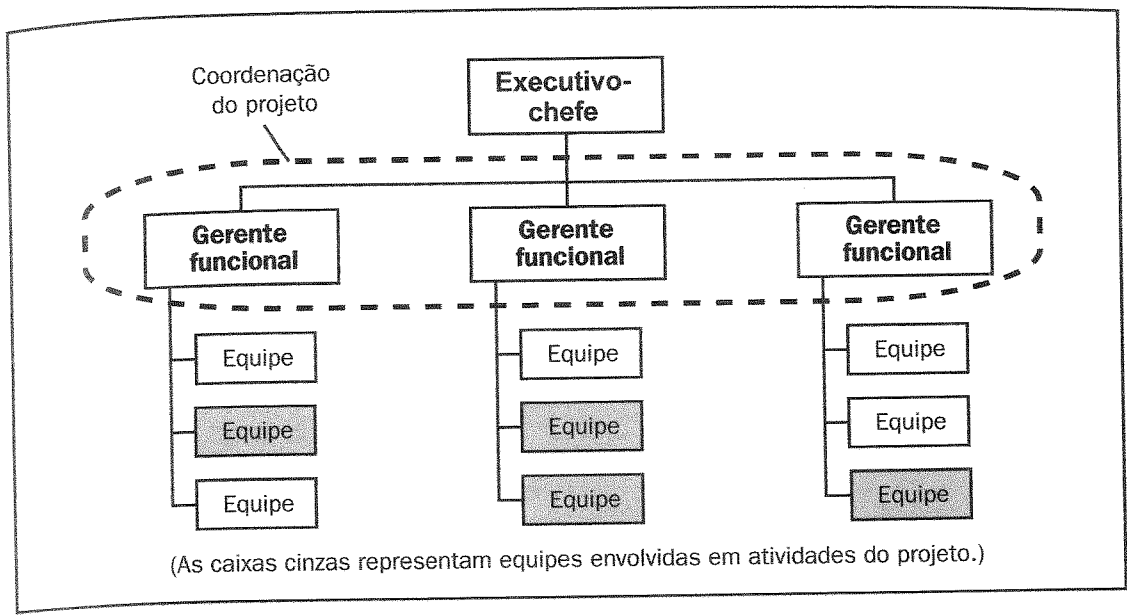 Coordenação
do projeto
Executivo-
chefe
Gerente
funcional
Gerente
funcional
Gerente
funcional
Equipe
Equipe
Equipe
Equipe
Equipe
Equipe
Equipe
Equipe
Equipe
(As caixas cinzas representam equipes envolvidas em atividades do projeto.)